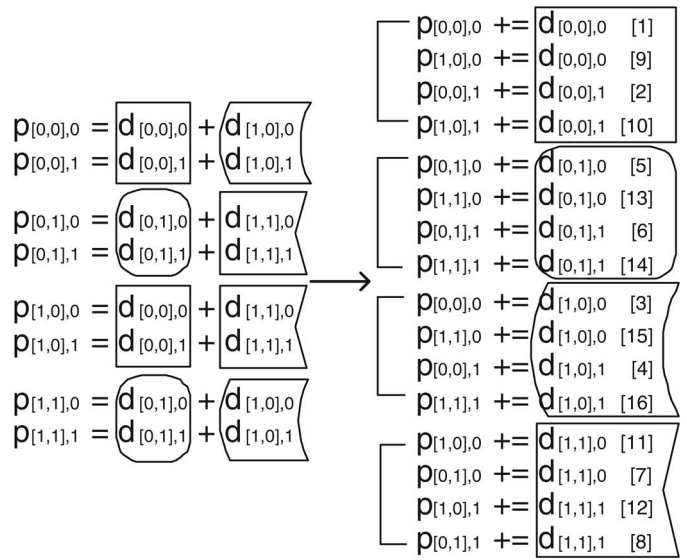 p[0,0],0 = d[0,0],0 + d[1,0],0
p[0,0],1 = d[0,0],1 + d[1,0],1
p[0,1],0 = d[0,1],0 + d[1,1],0
p[0,1],1 = d[0,1],1 + d[1,1],1
p[1,0],0 = d[0,0],0 + d[1,1],0
p[1,0],1 = d[0,0],1 + d[1,1],1
p[1,1],0 = d[0,1],0 + d[1,0],0
p[1,1],1 = d[0,1],1 + d[1,0],1
p[0,0],0 += d[0,0],0 [1]
p[1,0],0 += d[0,0],0 [9]
p[0,0],1 += d[0,0],1 [2]
p[1,0],1 += d[0,0],1 [10]
p[0,1],0 += d[0,1],0 [5]
p[1,1],0 += d[0,1],0 [13]
p[0,1],1 += d[0,1],1 [6]
p[1,1],1 += d[0,1],1 [14]
p[0,0],0 += d[1,0],0 [3]
p[1,1],0 += d[1,0],0 [15]
p[0,0],1 += d[1,0],1 [4]
p[1,1],1 += d[1,0],1 [16]
p[1,0],0 += d[1,1],0 [11]
p[0,1],0 += d[1,1],0 [7]
p[1,0],1 += d[1,1],1 [12]
p[0,1],1 += d[1,1],1 [8]